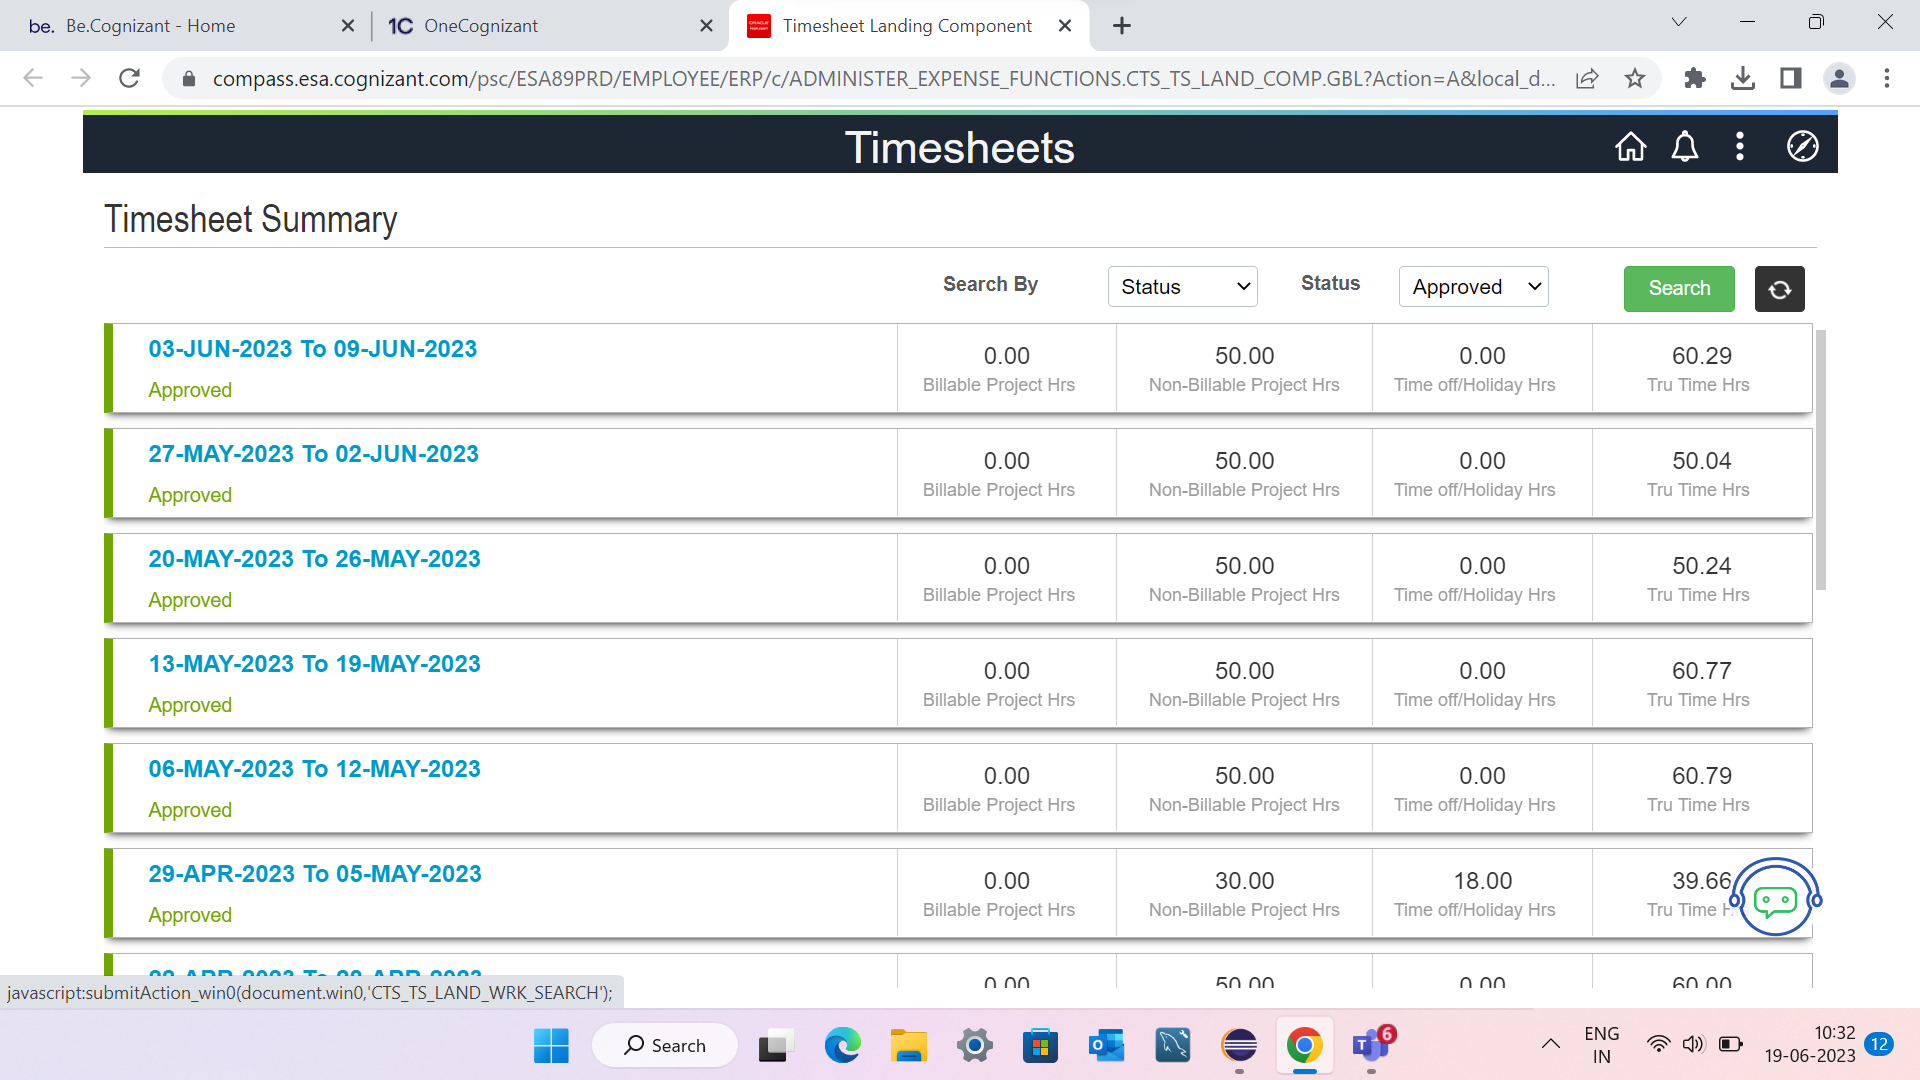 be. Be.Cognizant - Home
1C OneCognizant
Timesheet Landing Component
compass.esa.cognizant.com/psc/ESA89PRD/EMPLOYEE/ERP/c/ADMINISTER_EXPENSE_FUNCTIONS.CTS_TS_LAND_COMP.GBL?Action=A&local_d...
Timesheets
Timesheet Summary
Search By Status Status Approved Search
03-JUN-2023 To 09-JUN-2023
Approved
0.00 50.00 0.00 60.29
Billable Project Hrs Non-Billable Project Hrs Time off/Holiday Hrs Tru Time Hrs
27-MAY-2023 To 02-JUN-2023
Approved
0.00 50.00 0.00 50.04
Billable Project Hrs Non-Billable Project Hrs Time off/Holiday Hrs Tru Time Hrs
20-MAY-2023 To 26-MAY-2023
Approved
0.00 50.00 0.00 50.24
Billable Project Hrs Non-Billable Project Hrs Time off/Holiday Hrs Tru Time Hrs
13-MAY-2023 To 19-MAY-2023
Approved
0.00 50.00 0.00 60.77
Billable Project Hrs Non-Billable Project Hrs Time off/Holiday Hrs Tru Time Hrs
06-MAY-2023 To 12-MAY-2023
Approved
0.00 50.00 0.00 60.79
Billable Project Hrs Non-Billable Project Hrs Time off/Holiday Hrs Tru Time Hrs
29-APR-2023 To 05-MAY-2023
Approved
0.00 30.00 18.00 39.66
Billable Project Hrs Non-Billable Project Hrs Time off/Holiday Hrs Tru Time
22-APR-2023 To 28-APR-2023
0.00 50.00 0.00 60.00
javascript:submitAction_win0(document.win0,'CTS_TS_LAND_WRK_SEARCH');
Search
6
ENG
IN
10:32
19-06-2023
12